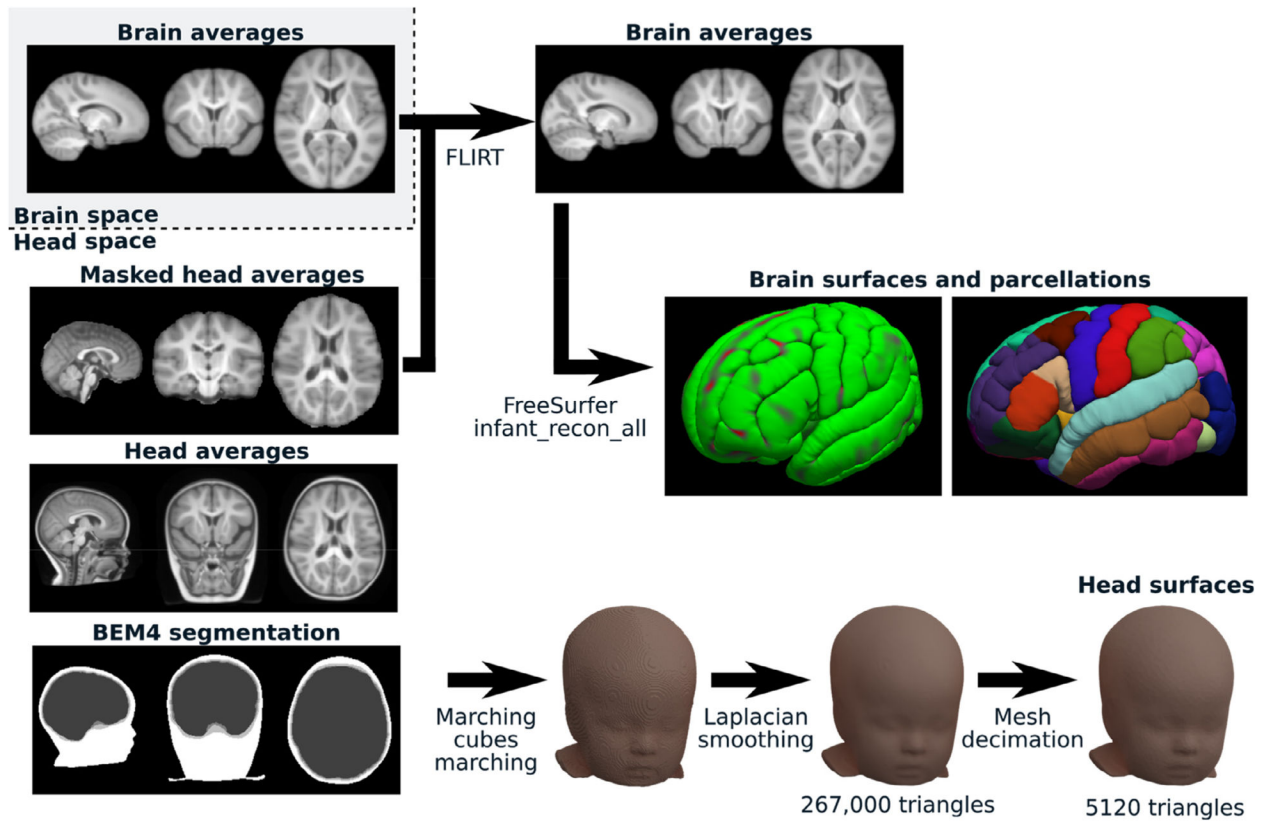 Brain averages
Brain averages
FLIRT
Brain space
Head space
Masked head averages
Brain surfaces and parcellations
FreeSurfer
infant_recon_all
Head averages
BEM4 segmentation
Head surfaces
Marching
cubes
marching
Laplacian
smoothing
Mesh
decimation
267,000 triangles
5120 triangles